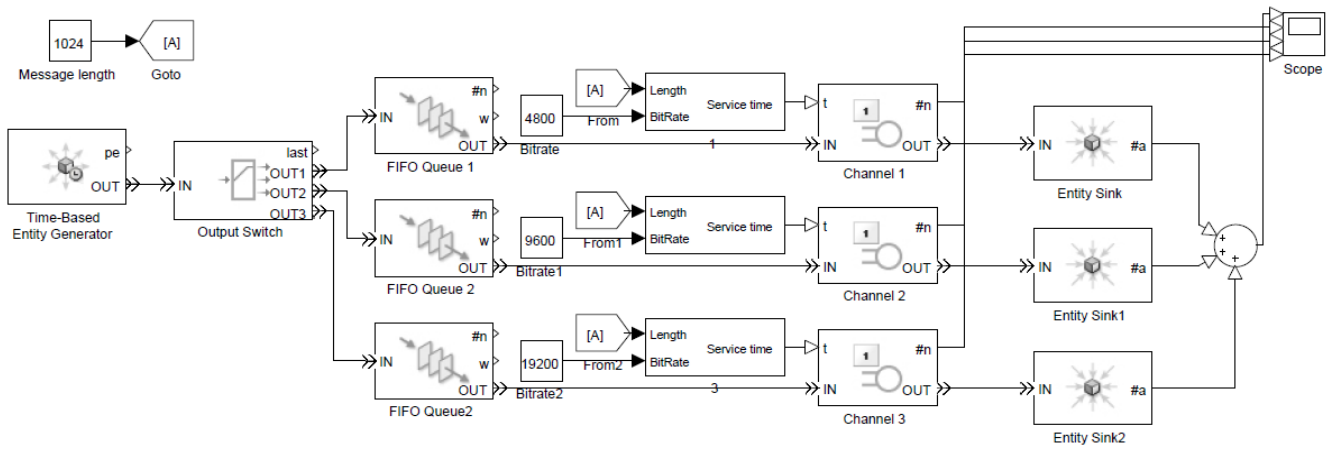 1024
[A]
Message length
Goto
Scope
pe
OUT
Time-Based
Entity Generator
IN
last
OUT1
OUT2
OUT3
Output Switch
#n
w
IN
OUT
FIFO Queue 1
4800
Bitrate
[A]
From
Length
BitRate
Service time
1
t
1
#n
IN
OUT
Channel 1
IN
#a
Entity Sink
#n
w
IN
OUT
FIFO Queue 2
9600
Bitrate1
[A]
From1
Length
BitRate
Service time
t
1
#n
IN
OUT
Channel 2
IN
#a
Entity Sink1
+
+
+
#n
w
IN
OUT
FIFO Queue2
19200
Bitrate2
[A]
From2
Length
BitRate
Service time
3
t
1
#n
IN
OUT
Channel 3
IN
#a
Entity Sink2